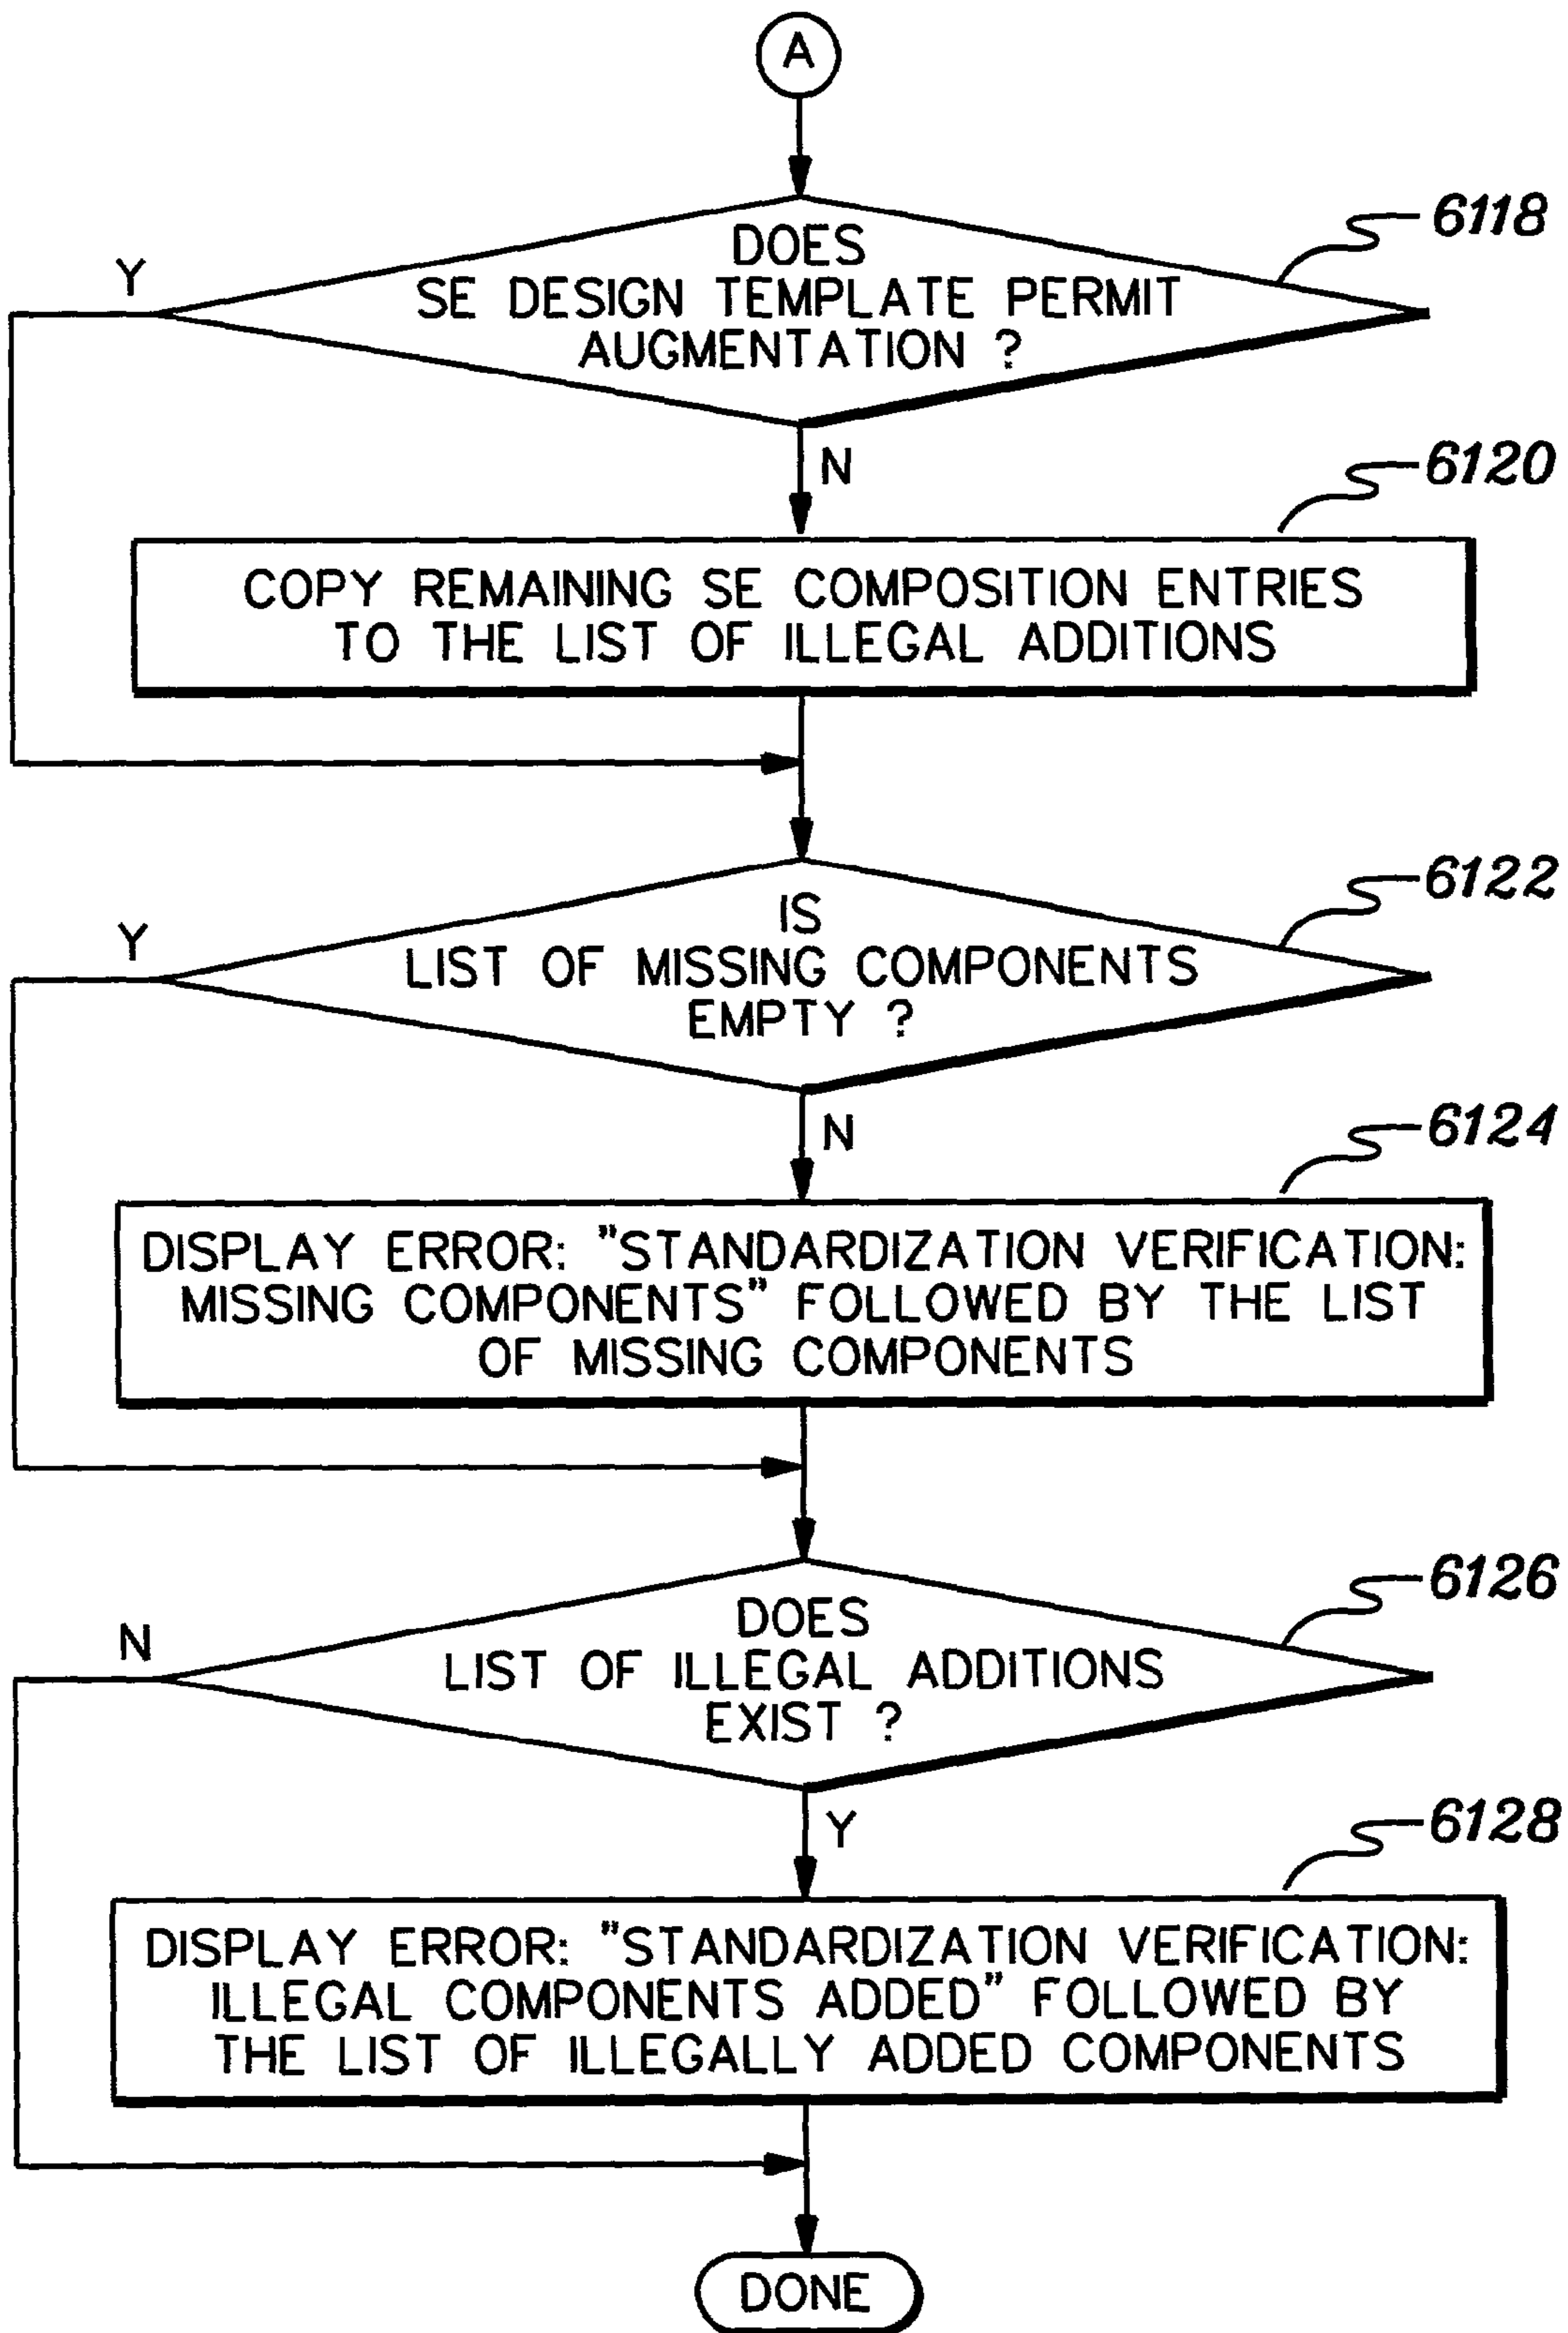 A
6118
DOES
SE DESIGN TEMPLATE PERMIT
AUGMENTATION ?
Y
N
6120
COPY REMAINING SE COMPOSITION ENTRIES
TO THE LIST OF ILLEGAL ADDITIONS
6122
IS
LIST OF MISSING COMPONENTS
EMPTY ?
Y
N
6124
DISPLAY ERROR: "STANDARDIZATION VERIFICATION:
MISSING COMPONENTS" FOLLOWED BY THE LIST
OF MISSING COMPONENTS
6126
DOES
LIST OF ILLEGAL ADDITIONS
EXIST ?
N
Y
6128
DISPLAY ERROR: "STANDARDIZATION VERIFICATION:
ILLEGAL COMPONENTS ADDED" FOLLOWED BY
THE LIST OF ILLEGALLY ADDED COMPONENTS
DONE